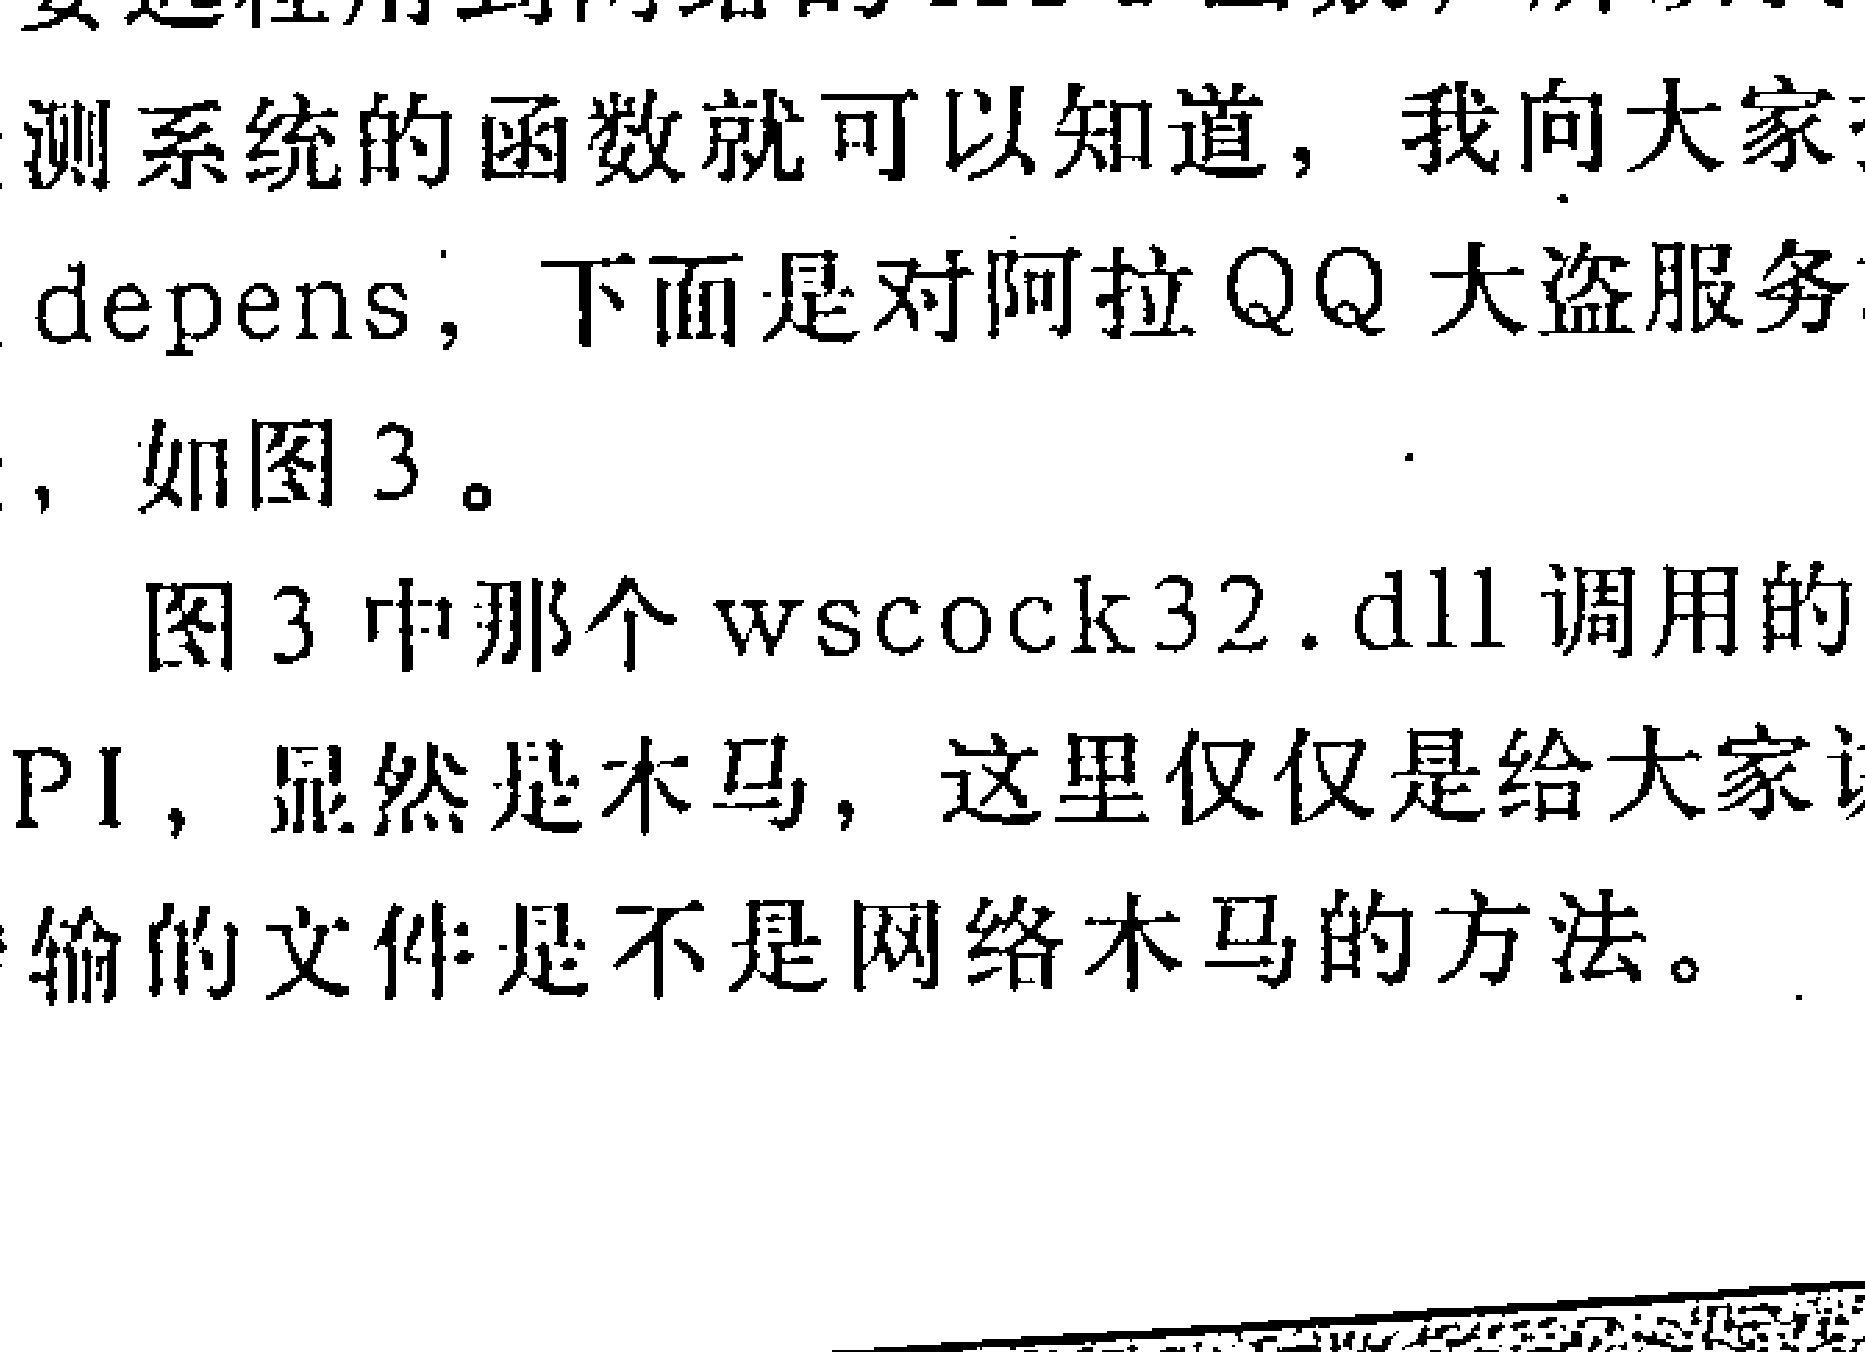 测系统的函数就可以知道，我向大家
depens，下面是对阿拉QQ大盗服务
，如图3。
图3中那个wscock32.dll调用的
PI，显然是木马，这里仅仅是给大家
输的文件是不是网络木马的方法。